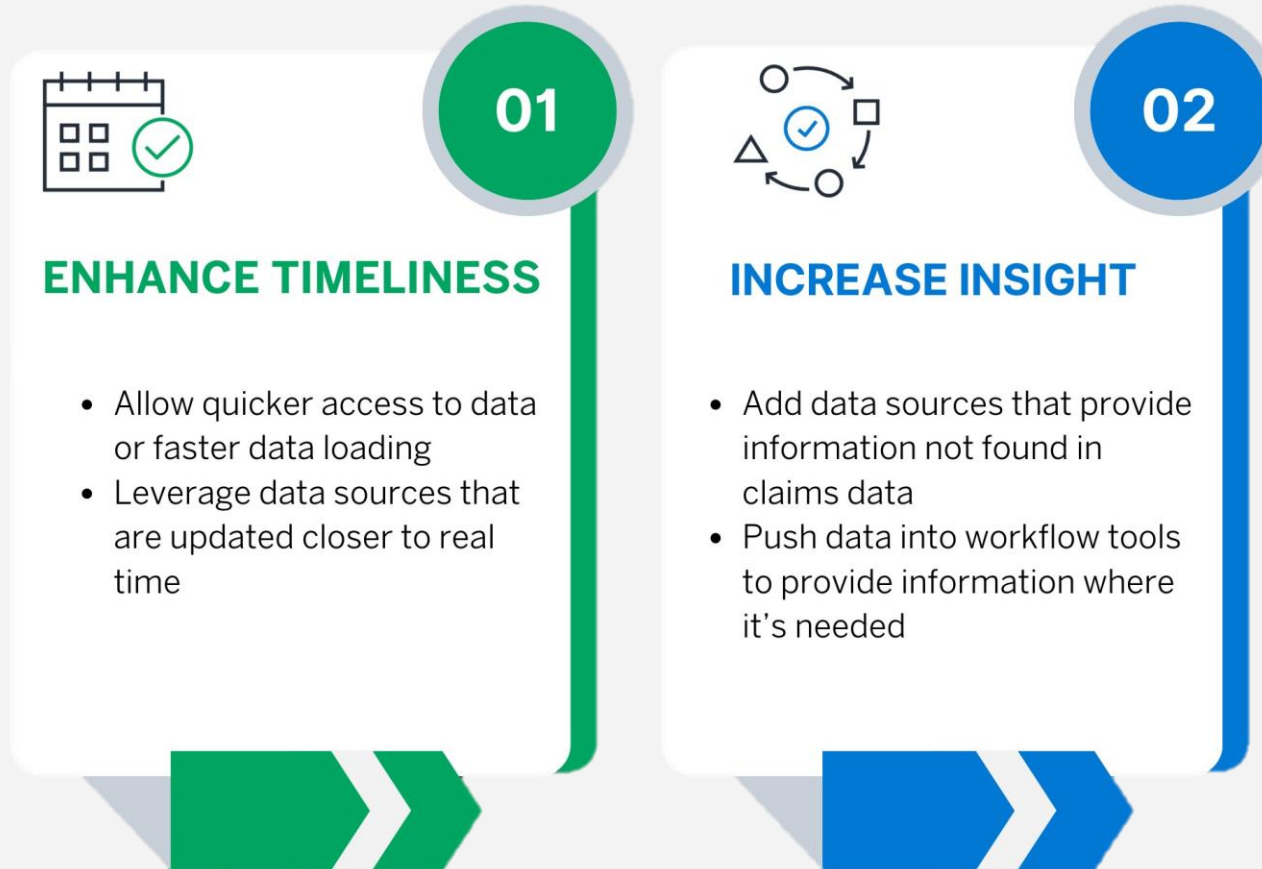 01
ENHANCE TIMELINESS
• Allow quicker access to data
or faster data loading
• Leverage data sources that
are updated closer to real
time
02
INCREASE INSIGHT
• Add data sources that provide
information not found in
claims data
• Push data into workflow tools
to provide information where
it’s needed